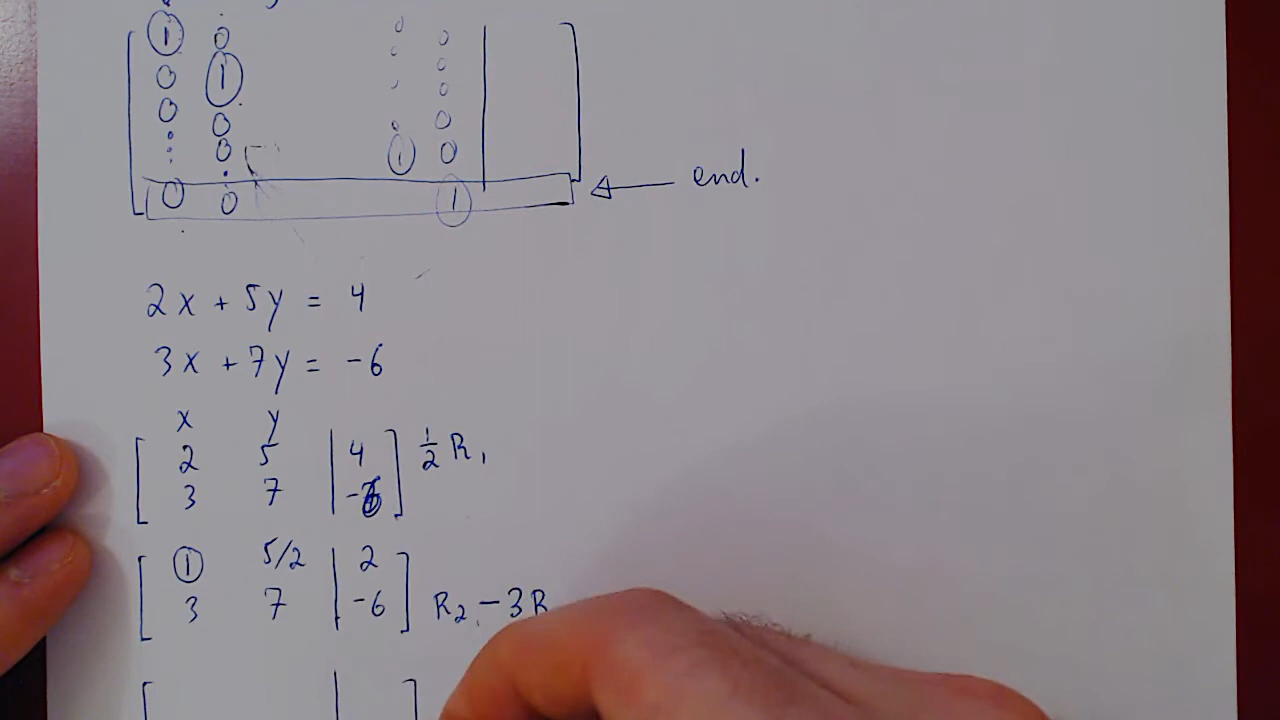 1 0 0 0
0 1 0
0 0 0
0 1 0
0 0 1 end.
2x + 5y = 4
3x + 7y = -6
x y
[ 2 5 | 4 ] 1/2 R₁
[ 3 7 | -6 ]
[ 1 5/2 | 2 ]
[ 3 7 | -6 ] R₂ - 3R